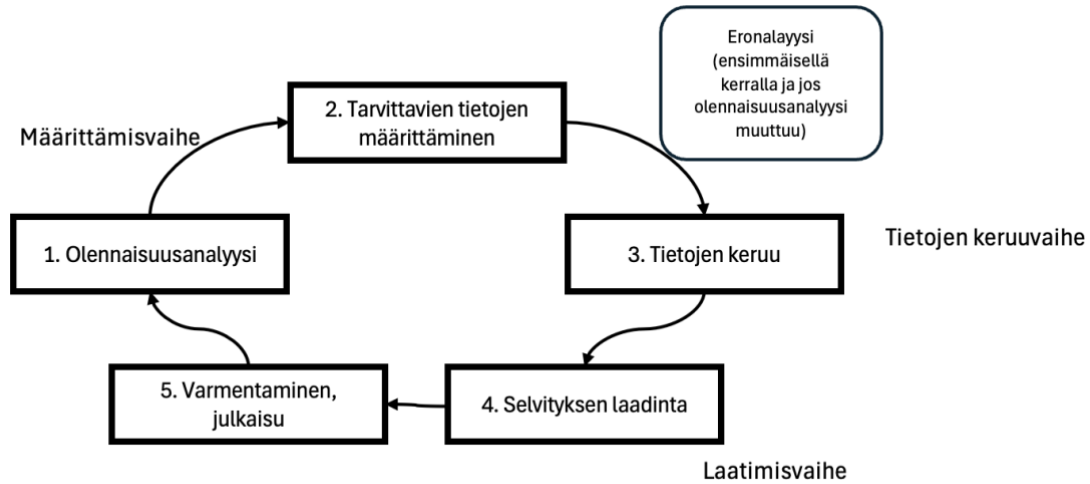 Eronalayysi
(ensimmäisellä
kerralla ja jos
olennaisuusanalyysi
muuttuu)
2. Tarvittavien tietojen
määrittäminen
Määrittämisvaihe
1. Olennaisuusanalyysi
3. Tietojen keruu
Tietojen keruuvaihe
5. Varmentaminen,
julkaisu
4. Selvityksen laadinta
Laatimisvaihe